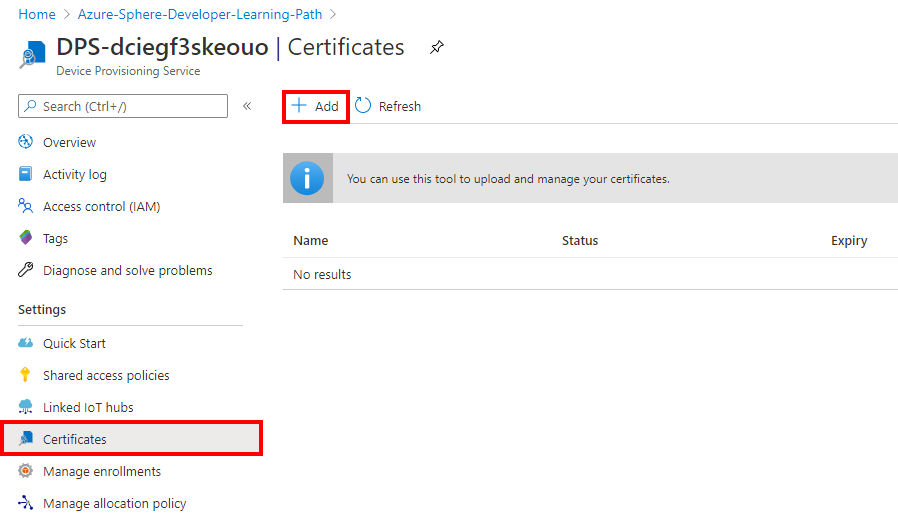 Home > Azure-Sphere-Developer-Learning-Path >
DPS-dciegf3skeouo | Certificates
Device Provisioning Service
Search (Ctrl+/) «
+ Add Refresh
Overview
Activity log
Access control (IAM)
Tags
Diagnose and solve problems
Settings
Quick Start
Shared access policies
Linked IoT hubs
Certificates
Manage enrollments
Manage allocation policy
You can use this tool to upload and manage your certificates.
Name Status Expiry
No results